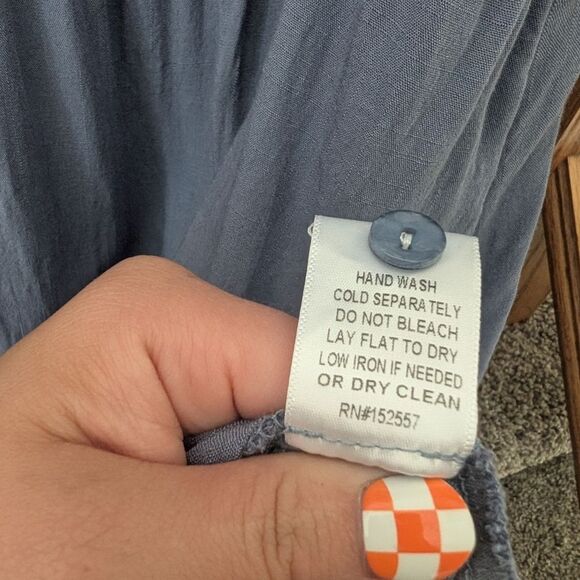 HAND WASH
COLD SEPARATELY
DO NOT BLEACH
LAY FLAT TO DRY
LOW IRON IF NEEDED
OR DRY CLEAN
RN#152557